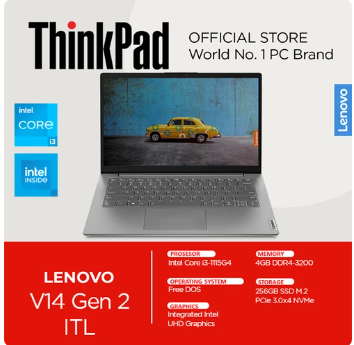 ThinkPad
OFFICIAL STORE
World No. 1 PC Brand
Lenovo
intel
CORE
i3
intel
INSIDE
LENOVO
V14 Gen 2
ITL
PROSESOR
Intel Core i3-1115G4
OPERATING SYSTEM
Free DOS
GRAPHICS
Integrated Intel
UHD Graphics
MEMORY
4GB DDR4-3200
STORAGE
256GB SSD M.2
PCIe 3.0x4 NVMe